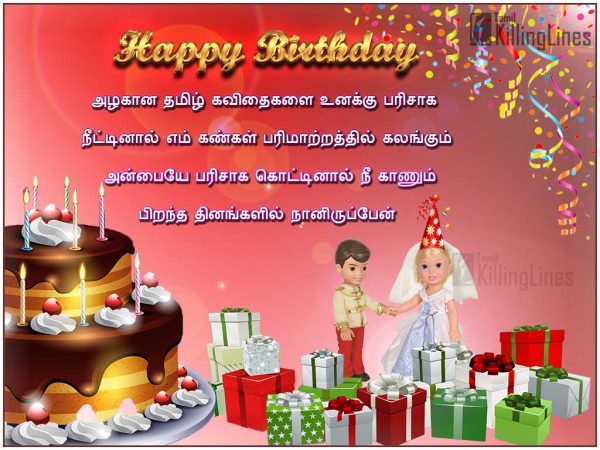 Happy Birthday
Tamil
KillingLines
அழகான தமிழ் கவிதைகளை உனக்கு பரிசாக
நீட்டினால் எம் கண்கள் பரிமாற்றத்தில் கலங்கும்
அன்பையே பரிசாக கொட்டினால் நீ காணும்
பிறந்த தினங்களில் நானிருப்பேன்
Tamil
KillingLines